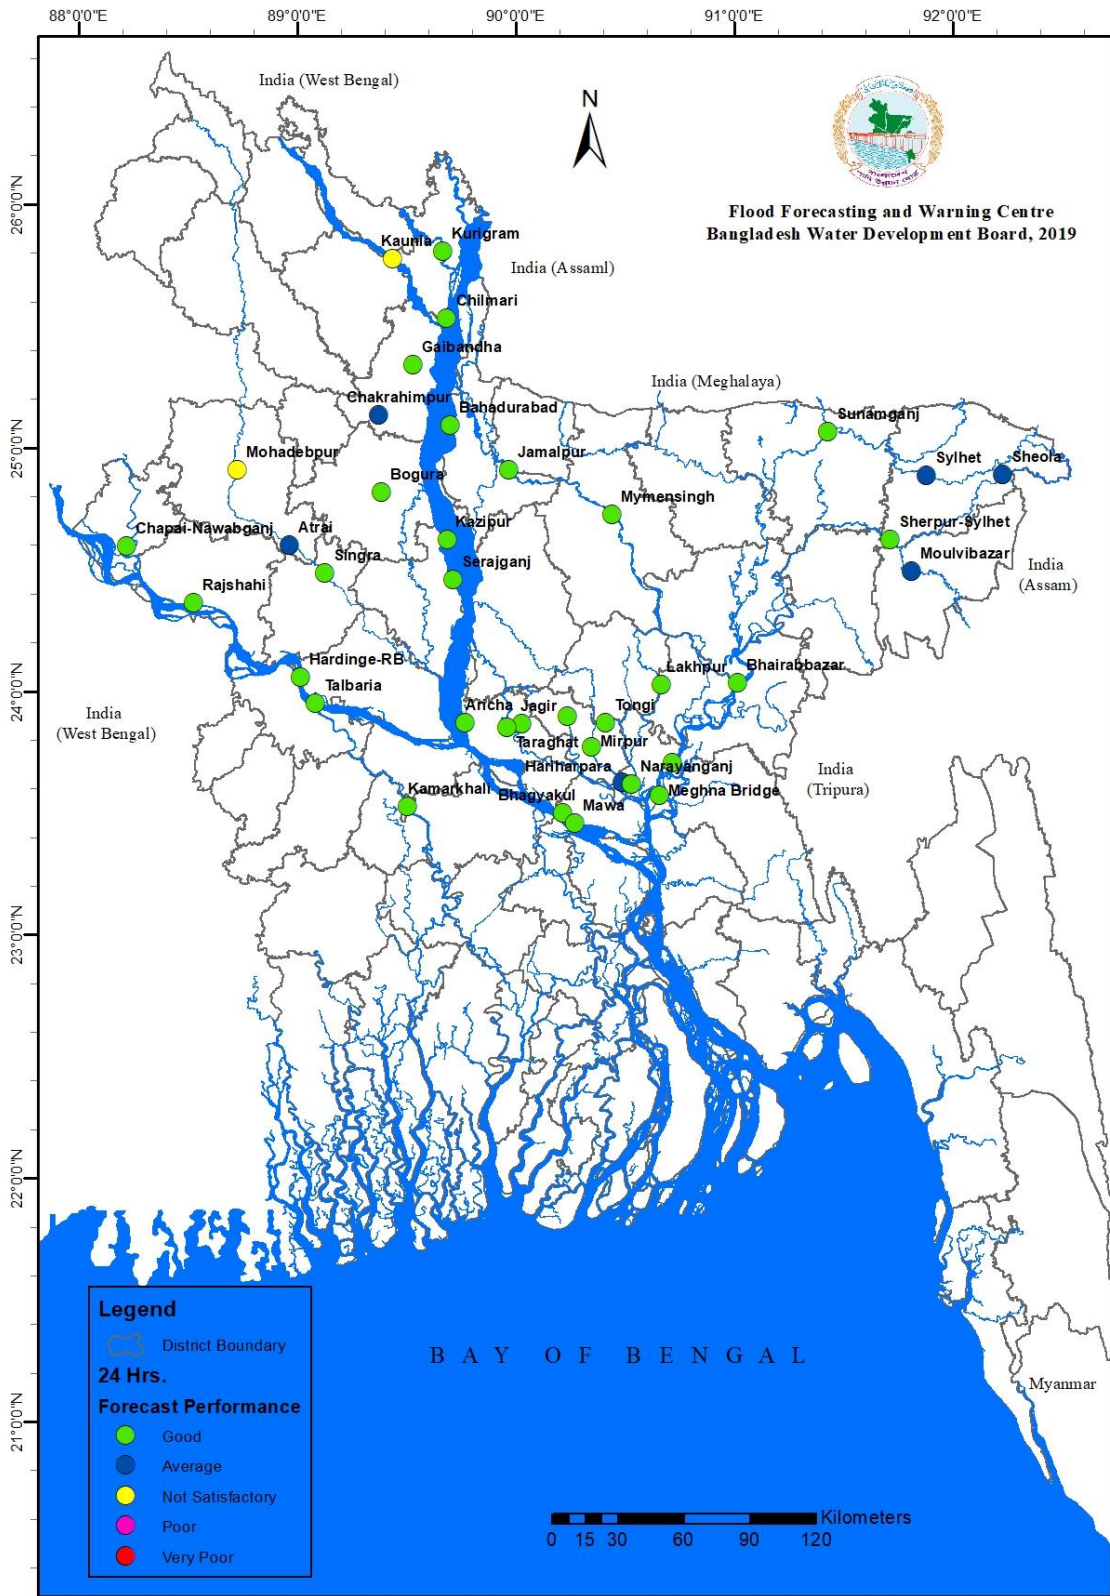 88°0'0"E
89°0'0"E
90°0'0"E
91°0'0"E
92°0'0"E
India (West Bengal)
N
26°0'0"N
Flood Forecasting and Warning Centre
Bangladesh Water Development Board, 2019
Kaunia
Kurigram
India (Assaml)
Chilmari
Gaibandha
India (Meghalaya)
Chakrahimpur
Bahadurabad
Sunamganj
25°0'0"N
Mohadebpur
Jamalpur
Sylhet
Sheola
Bogura
Mymensingh
Chapai-Nawabganj
Atrai
Kazipur
Sherpur-Sylhet
Singra
Serajganj
Moulvibazar
India
(Assam)
Rajshahi
Hardinge-RB
Lakhpur
Bhairabbazar
24°0'0"N
Talbaria
India
(West Bengal)
Aricha
Jagir
Tongi
Taraghat
Mirpur
Hariharpara
Narayanganj
India
(Tripura)
Kamarkhali
Bhagyakul
Mawa
Meghna Bridge
23°0'0"N
22°0'0"N
Legend
District Boundary
24 Hrs.
Forecast Performance
Good
Average
Not Satisfactory
Poor
Very Poor
BAY OF BENGAL
Myanmar
21°0'0"N
Kilometers
0 15 30 60 90 120